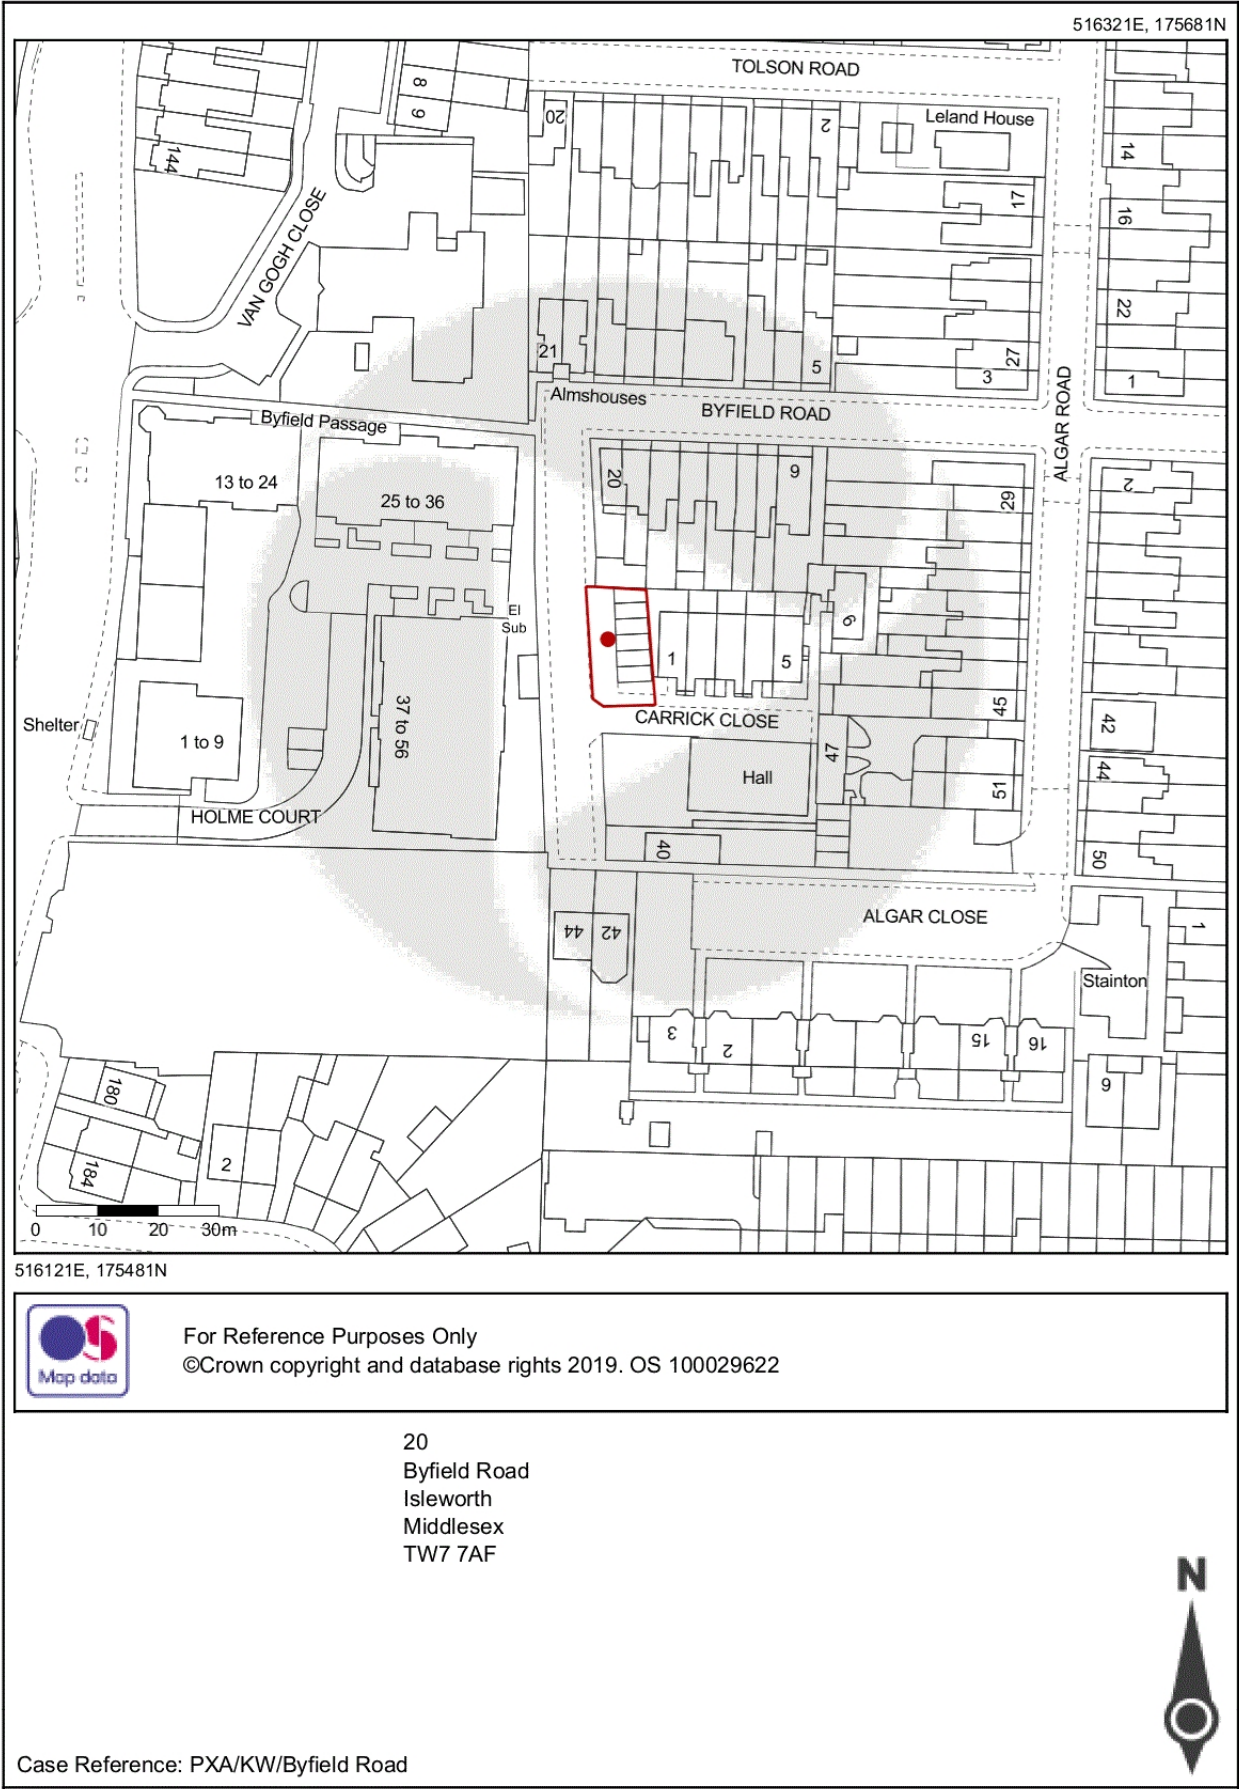 516321E, 175681N
TOLSON ROAD
8
9
20
2
Leland House
14
144
17
16
VAN GOGH CLOSE
22
21
5
27
3
1
Almshouses
BYFIELD ROAD
ALGAR ROAD
Byfield Passage
13 to 24
25 to 36
20
9
29
2
El
Sub
6
1
5
37 to 56
45
Shelter
1 to 9
CARRICK CLOSE
47
42
Hall
44
51
HOLME COURT
40
50
ALGAR CLOSE
44
42
1
Stainton
3
2
15
16
180
6
2
184
0 10 20 30m
516121E, 175481N
OS
Map data
For Reference Purposes Only
©Crown copyright and database rights 2019. OS 100029622
20
Byfield Road
Isleworth
Middlesex
TW7 7AF
N
Case Reference: PXA/KW/Byfield Road